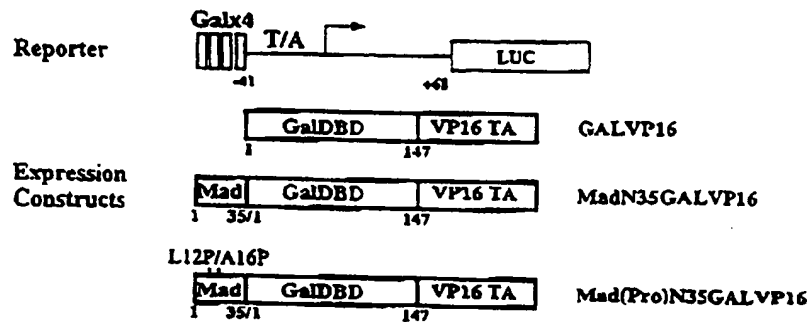 Galx4
Reporter
T/A
LUC
-41
+68
GalDBD
VP16 TA
GALVP16
1
147
Expression
Constructs
Mad
GalDBD
VP16 TA
MadN35GALVP16
1
35/1
147
L12P/A16P
Mad
GalDBD
VP16 TA
Mad(Pro)N35GALVP16
1
35/1
147